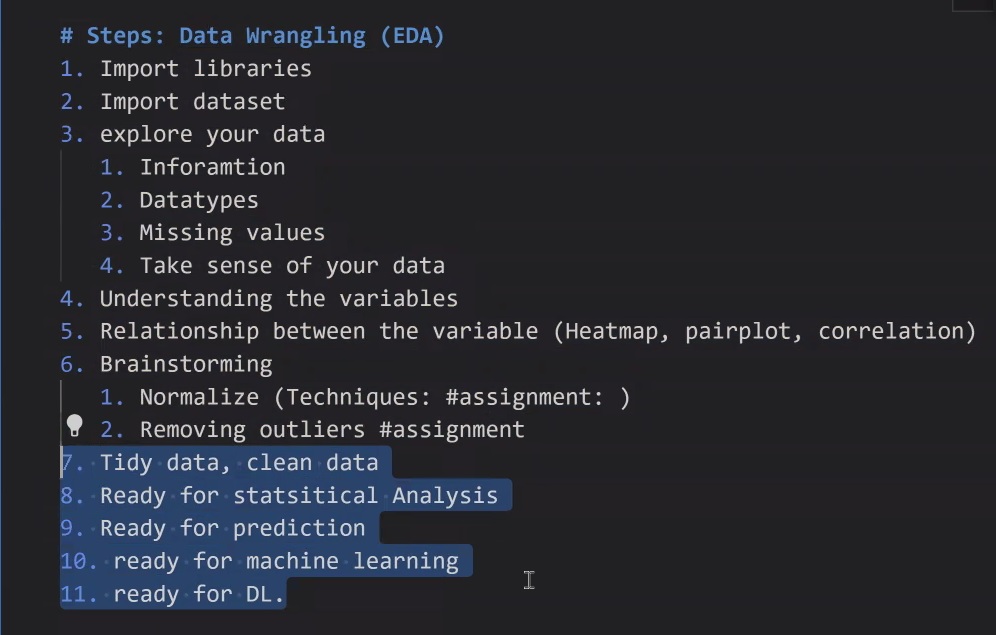 # Steps: Data Wrangling (EDA)
1. Import libraries
2. Import dataset
3. explore your data
1. Inforamtion
2. Datatypes
3. Missing values
4. Take sense of your data
4. Understanding the variables
5. Relationship between the variable (Heatmap, pairplot, correlation)
6. Brainstorming
1. Normalize (Techniques: #assignment: )
2. Removing outliers #assignment
7. Tidy data, clean data
8. Ready for statsitical Analysis
9. Ready for prediction
10. ready for machine learning
11. ready for DL.